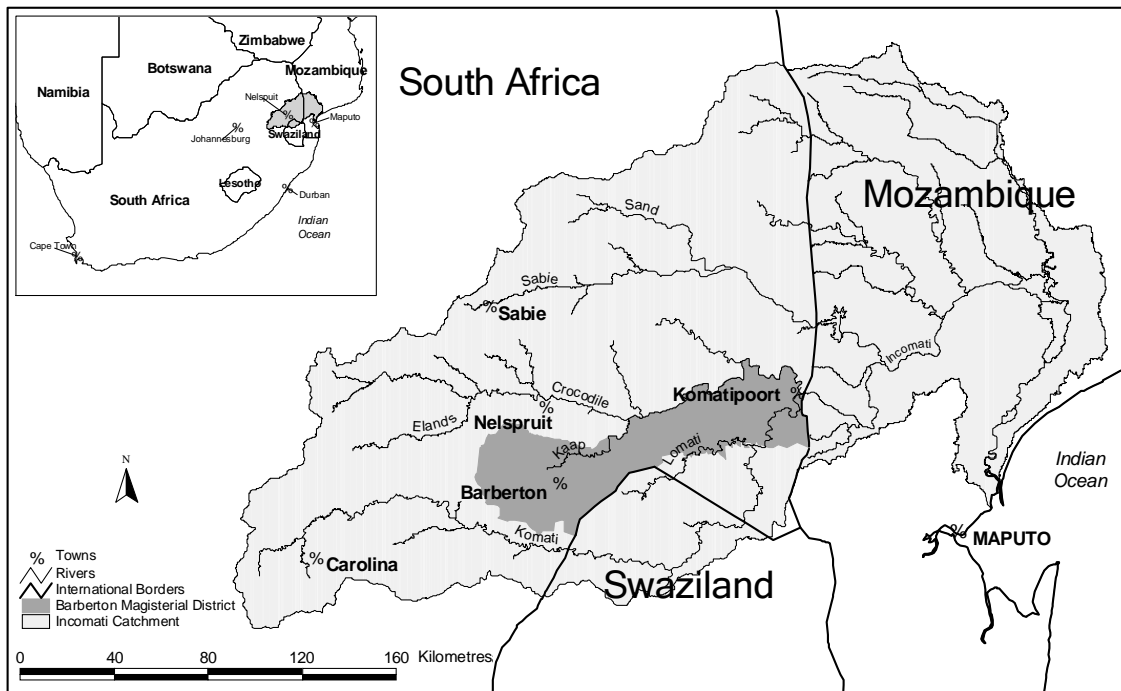 Zimbabwe
Botswana
Mozambique
Namibia
Nelspuit
Maputo
Johannesburg
Swaziland
Lesotho
South Africa
Durban
Indian
Ocean
Cape Town
South Africa
Mozambique
Sand
Sabie
Sabie
Incomati
Komatipoort
Crocodile
Nelspruit
Elands
Kaap
Lomati
Barberton
Komati
Carolina
Swaziland
Indian
Ocean
MAPUTO
N
% Towns
Rivers
International Borders
Barberton Magisterial District
Incomati Catchment
0 40 80 120 160 Kilometres